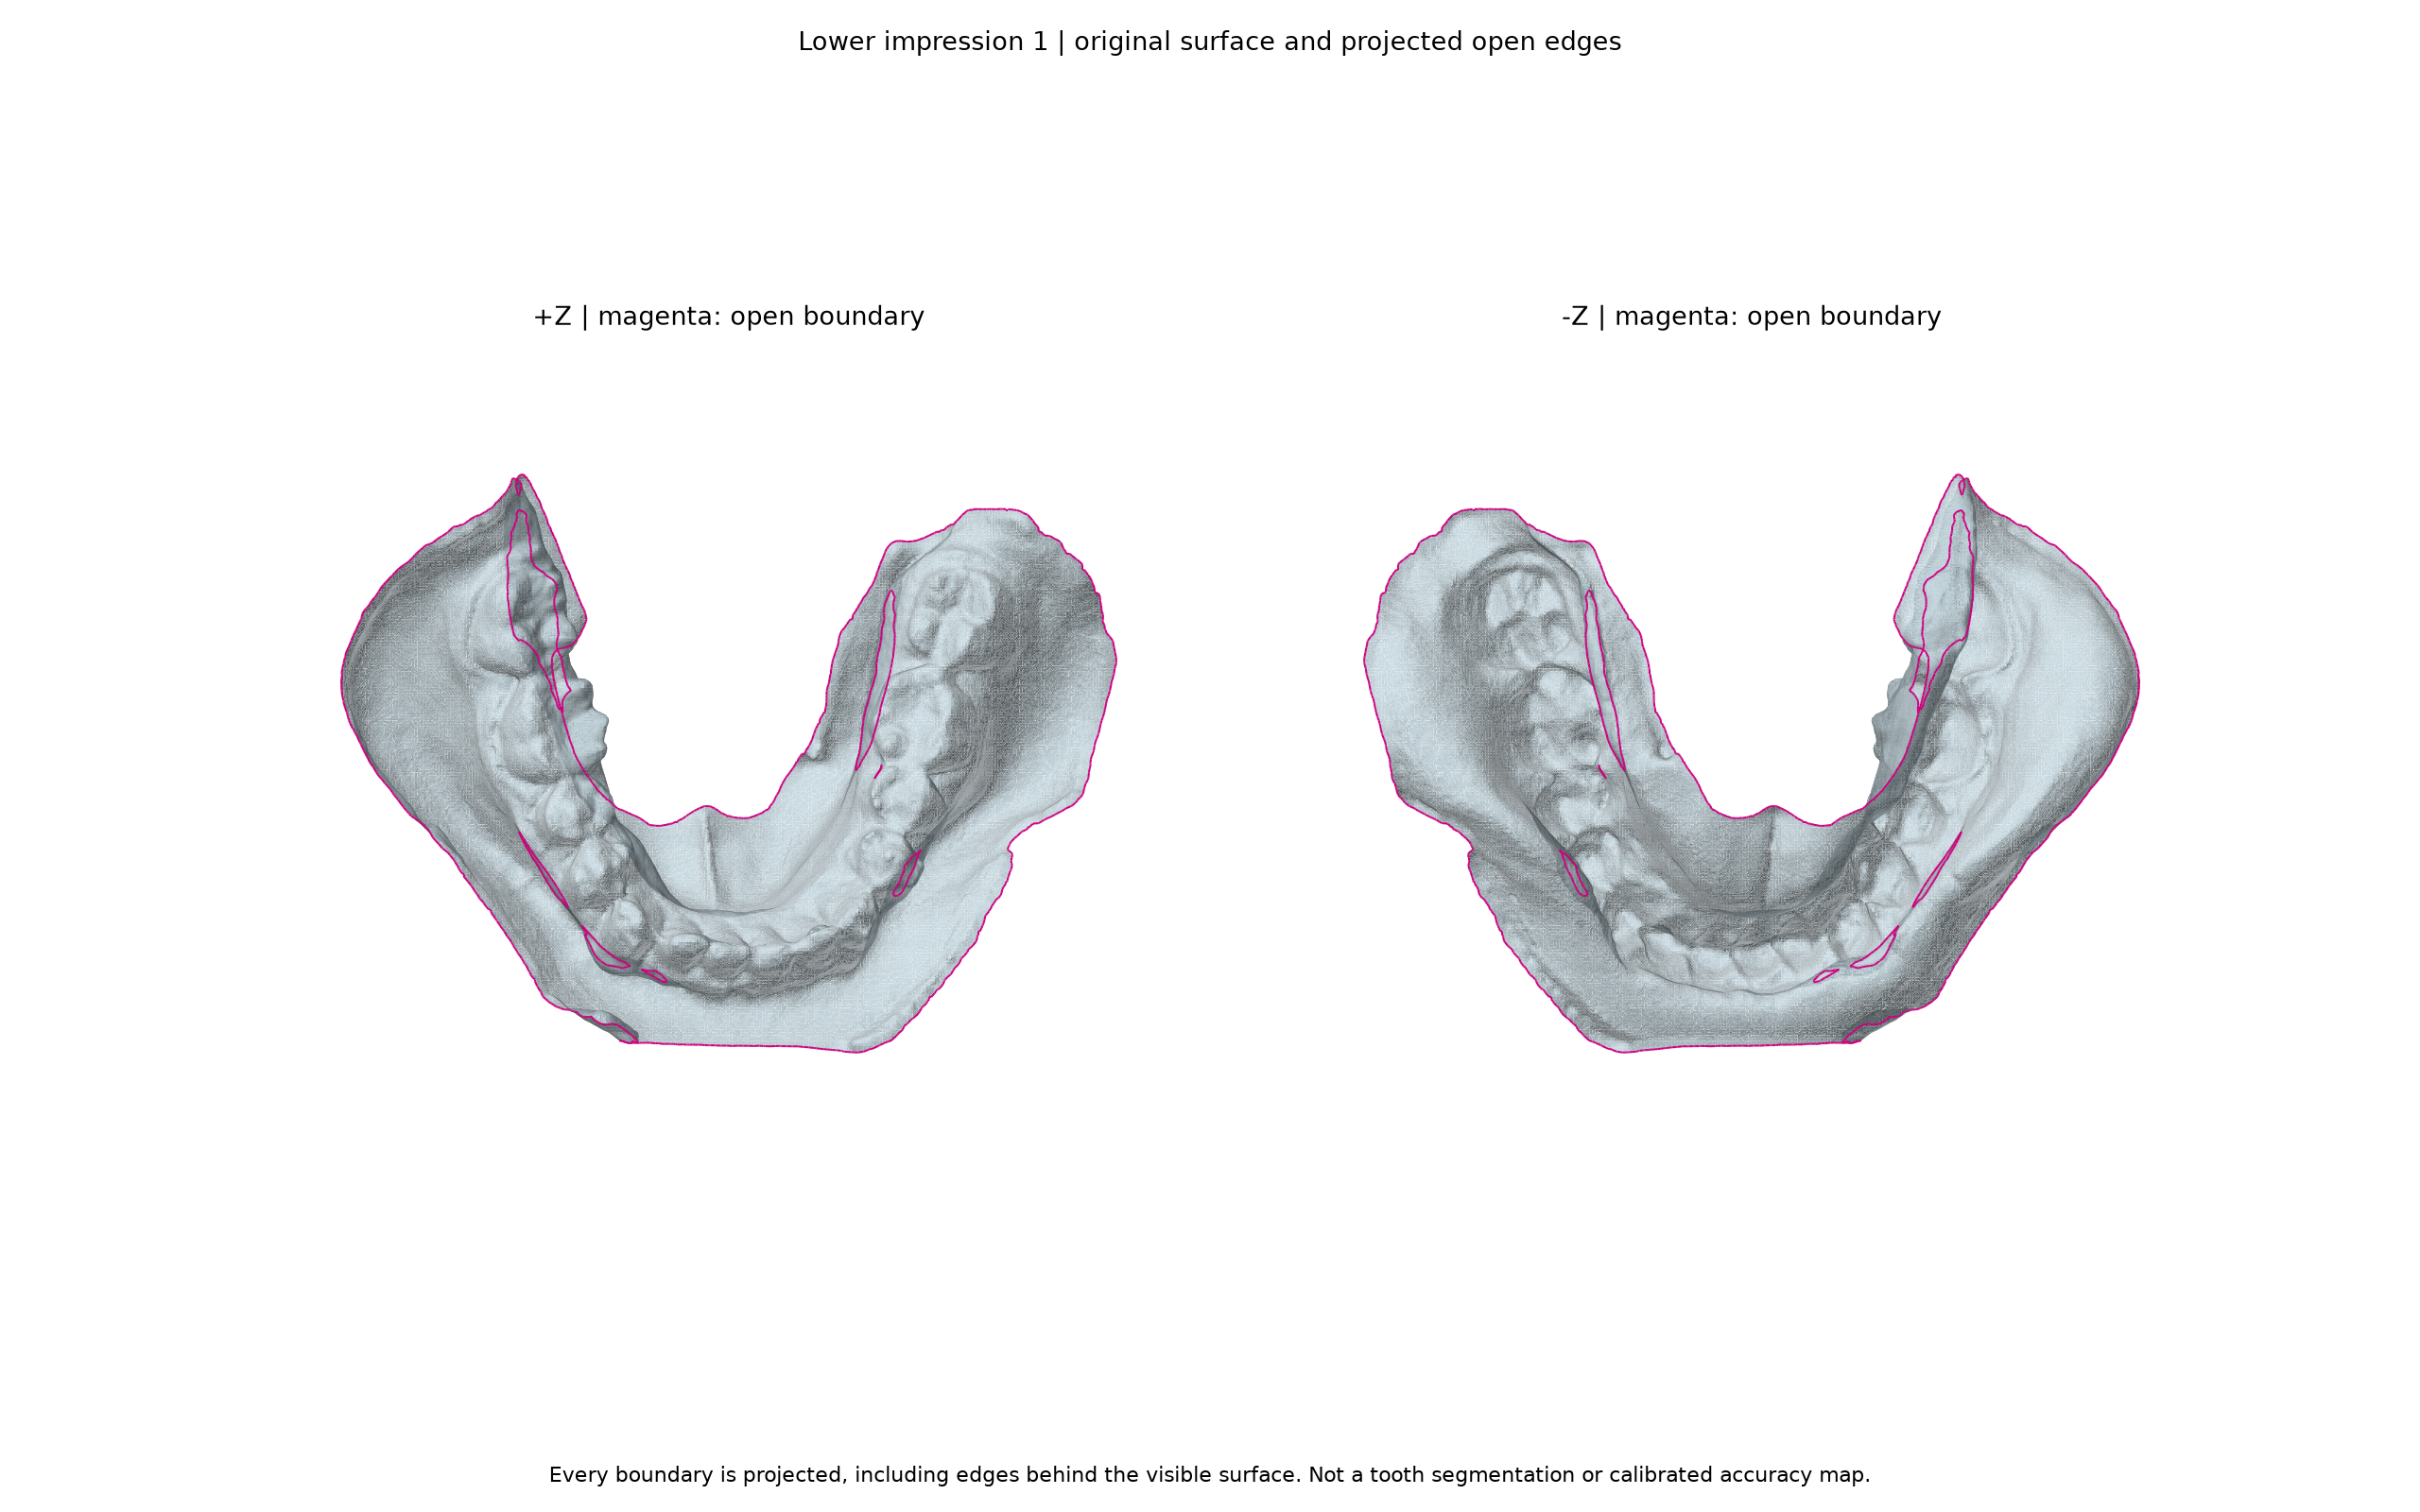 Lower impression 1 | original surface and projected open edges
+Z | magenta: open boundary
-Z | magenta: open boundary
Every boundary is projected, including edges behind the visible surface. Not a tooth segmentation or calibrated accuracy map.